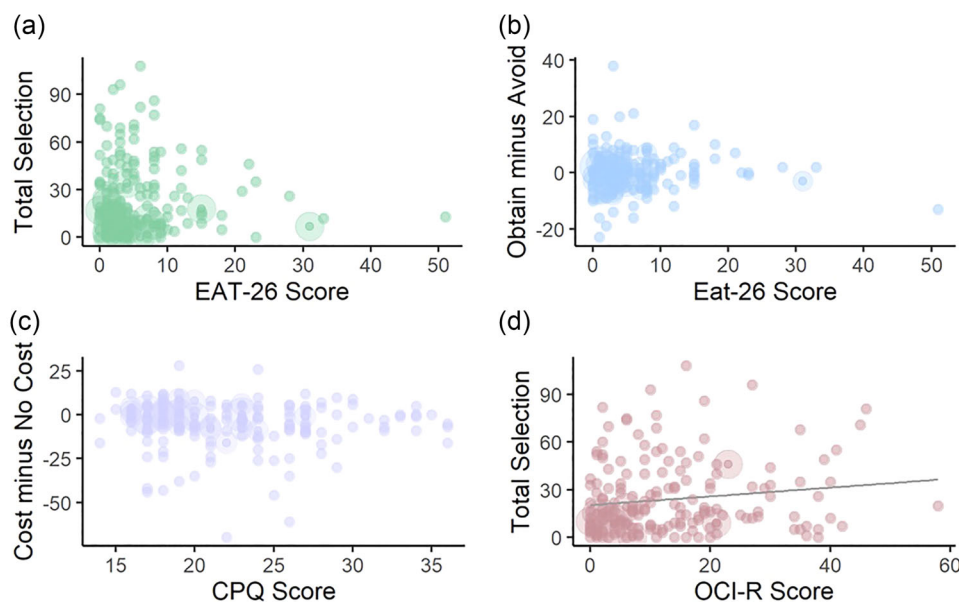 (a)
Total Selection
90
60
30
0
0 10 20 30 40 50
EAT-26 Score
(b)
Obtain minus Avoid
40
20
0
-20
0 10 20 30 40 50
Eat-26 Score
(c)
Cost minus No Cost
25
0
-25
-50
15 20 25 30 35
CPQ Score
(d)
Total Selection
90
60
30
0
0 20 40 60
OCI-R Score